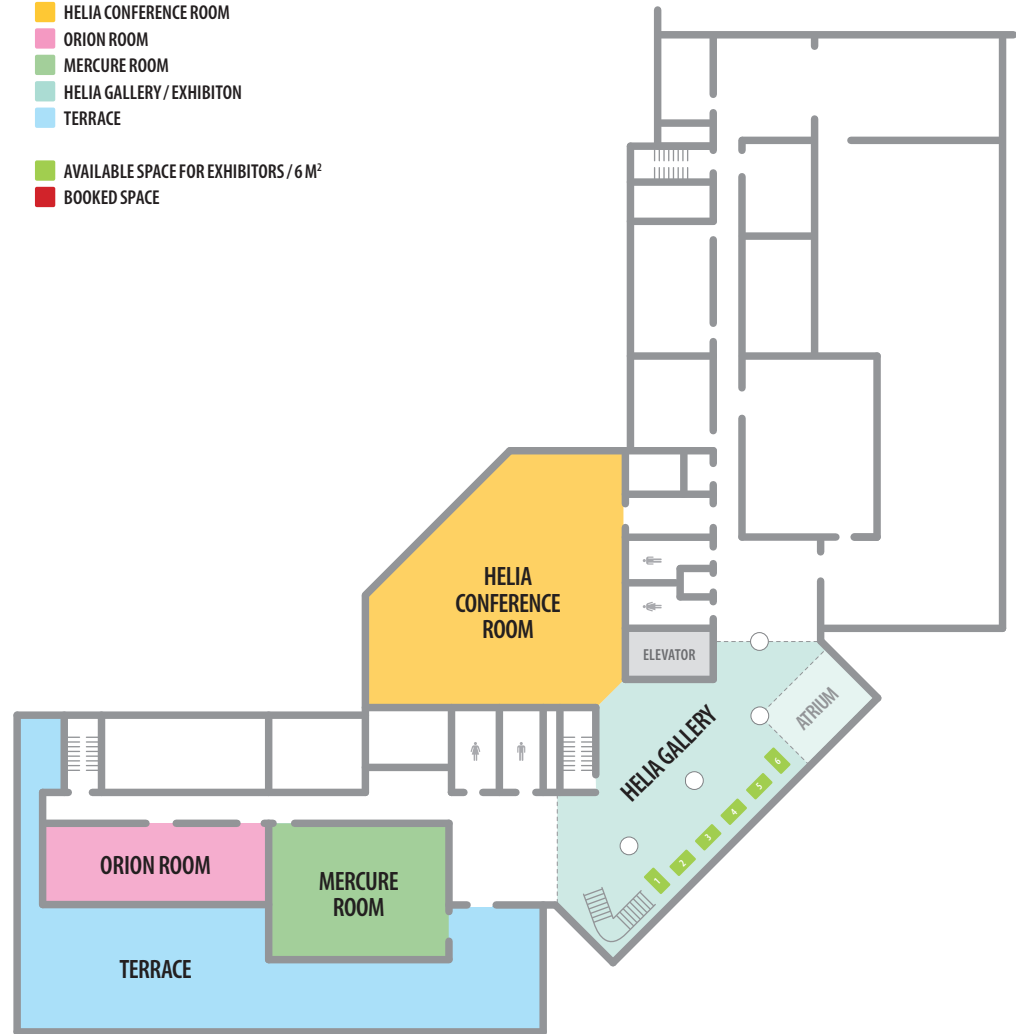 HELIA CONFERENCE ROOM
ORION ROOM
MERCURE ROOM
HELIA GALLERY / EXHIBITON
TERRACE
AVAILABLE SPACE FOR EXHIBITORS / 6 M²
BOOKED SPACE
HELIA
CONFERENCE
ROOM
ELEVATOR
ATRIUM
HELIA GALLERY
6
5
4
3
2
1
ORION ROOM
MERCURE
ROOM
TERRACE